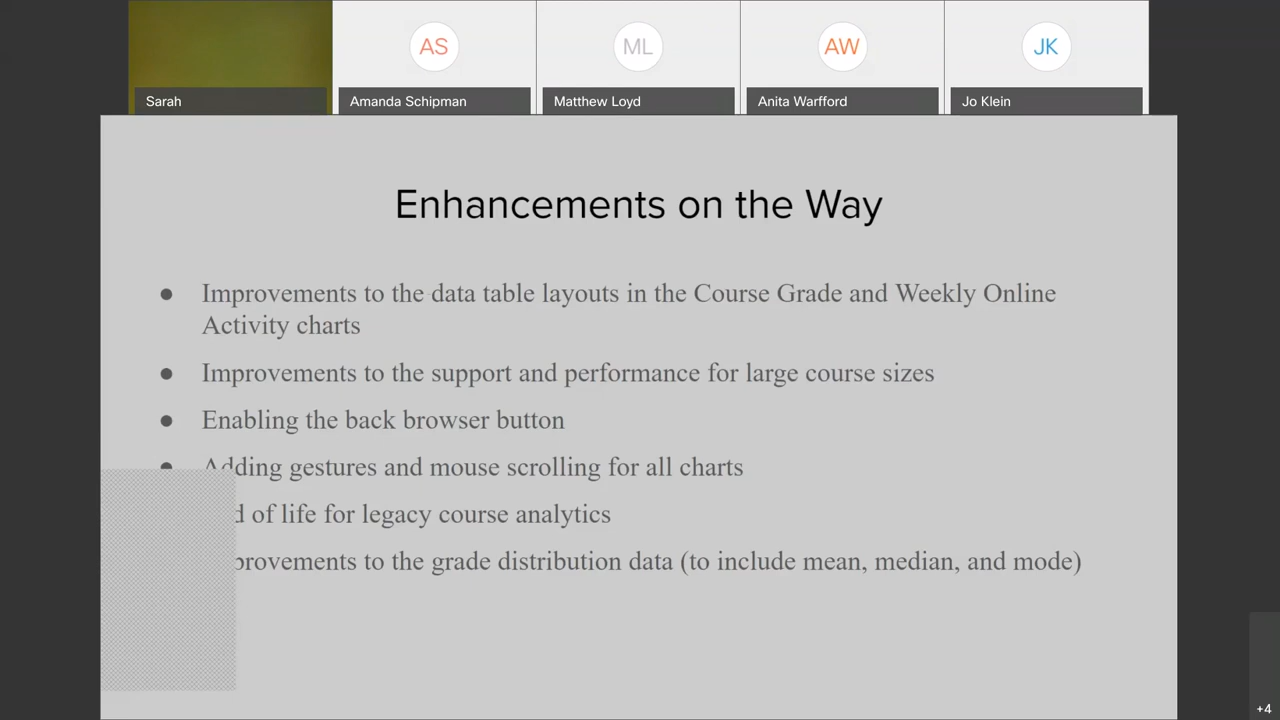 AS
ML
AW
JK
Sarah
Amanda Schipman
Matthew Loyd
Anita Warfford
Jo Klein
Enhancements on the Way
● Improvements to the data table layouts in the Course Grade and Weekly Online
Activity charts
● Improvements to the support and performance for large course sizes
● Enabling the back browser button
● Adding gestures and mouse scrolling for all charts
d of life for legacy course analytics
provements to the grade distribution data (to include mean, median, and mode)
+4